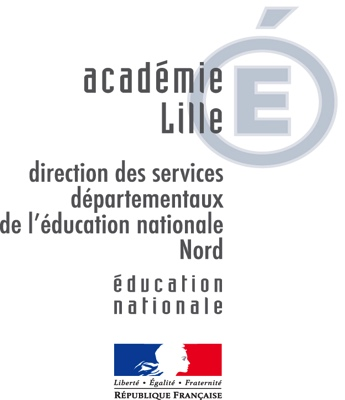 académie
Lille
É
direction des services
départementaux
de l'éducation nationale
Nord
éducation
nationale
Liberté • Égalité • Fraternité
RÉPUBLIQUE FRANÇAISE